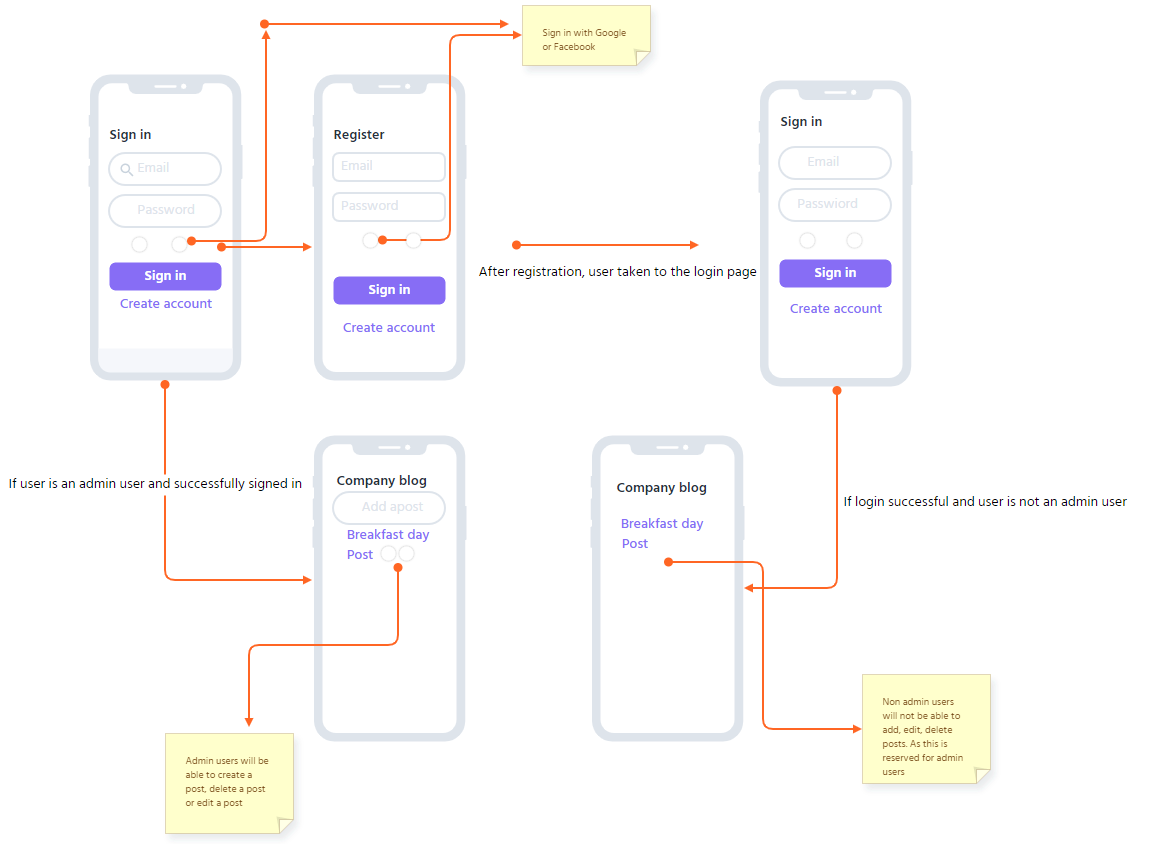 Sign in with Google
or Facebook
Sign in
Email
Password
Sign in
Create account
Register
Email
Password
Sign in
Create account
After registration, user taken to the login page
Sign in
Email
Passwiord
Sign in
Create account
If user is an admin user and successfully signed in
Company blog
Add apost
Breakfast day
Post
Company blog
Breakfast day
Post
If login successful and user is not an admin user
Admin users will be
able to create a
post, delete a post
or edit a post
Non admin users
will not be able to
add, edit, delete
posts. As this is
reserved for admin
users